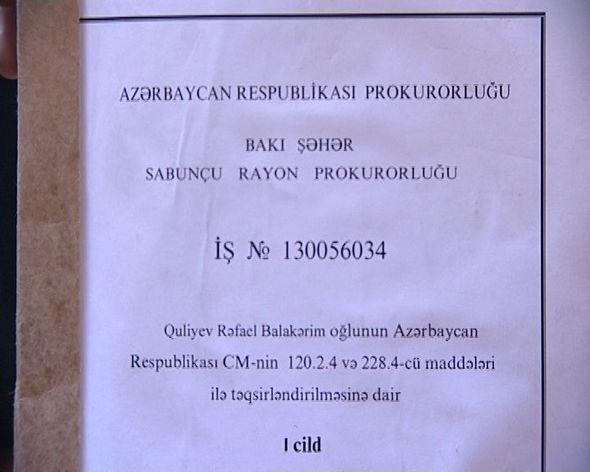 AZƏRBAYCAN RESPUBLİKASI PROKURORLUĞU
BAKI ŞƏHƏR
SABUNÇU RAYON PROKURORLUĞU
İŞ № 130056034
Quliyev Rəfael Balakərim oğlunun Azərbaycan
Respublikası CM-nin 120.2.4 və 228.4-cü maddələri
ilə təqsirləndirilməsinə dair
I cild